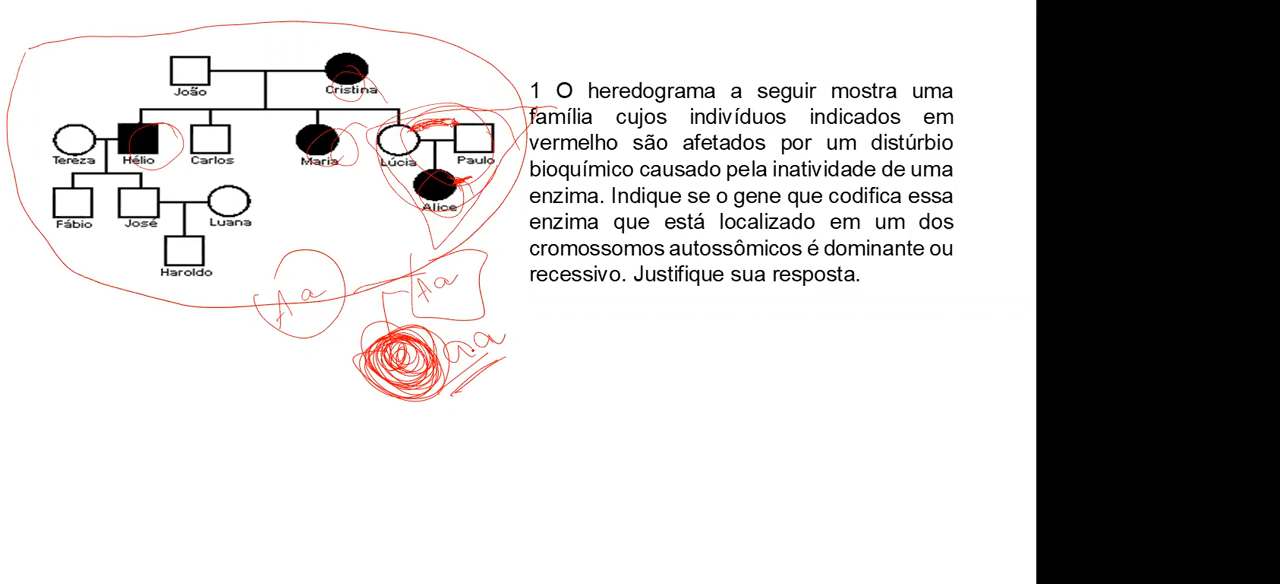 João
Cristina
1 O heredograma a seguir mostra uma
família cujos indivíduos indicados em
vermelho são afetados por um distúrbio
bioquímico causado pela inatividade de uma
enzima. Indique se o gene que codifica essa
enzima que está localizado em um dos
cromossomos autossômicos é dominante ou
recessivo. Justifique sua resposta.
Tereza Hélio Carlos Maria Lúcia Paulo
Fábio José Luana Alice
Haroldo
Aa Aa
aa